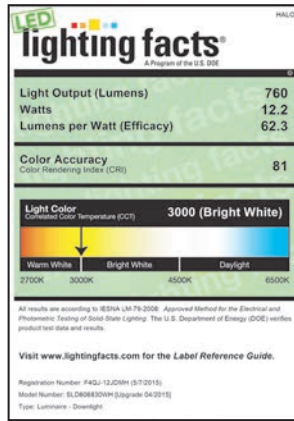 HALO
LED
lighting facts®
A Program of the U.S. DOE
Light Output (Lumens) 760
Watts 12.2
Lumens per Watt (Efficacy) 62.3
Color Accuracy
Color Rendering Index (CRI) 81
Light Color
Correlated Color Temperature (CCT) 3000 (Bright White)
Warm White Bright White Daylight
2700K 3000K 4500K 6500K
All results are according to IESNA LM-79-2008: Approved Method for the Electrical and
Photometric Testing of Solid-State Lighting. The U.S. Department of Energy (DOE) verifies
product test data and results.
Visit www.lightingfacts.com for the Label Reference Guide.
Registration Number: F4QJ-12JDMH (5/7/2015)
Model Number: SLD606830WH [Upgrade 04/2015]
Type: Luminaire - Downlight